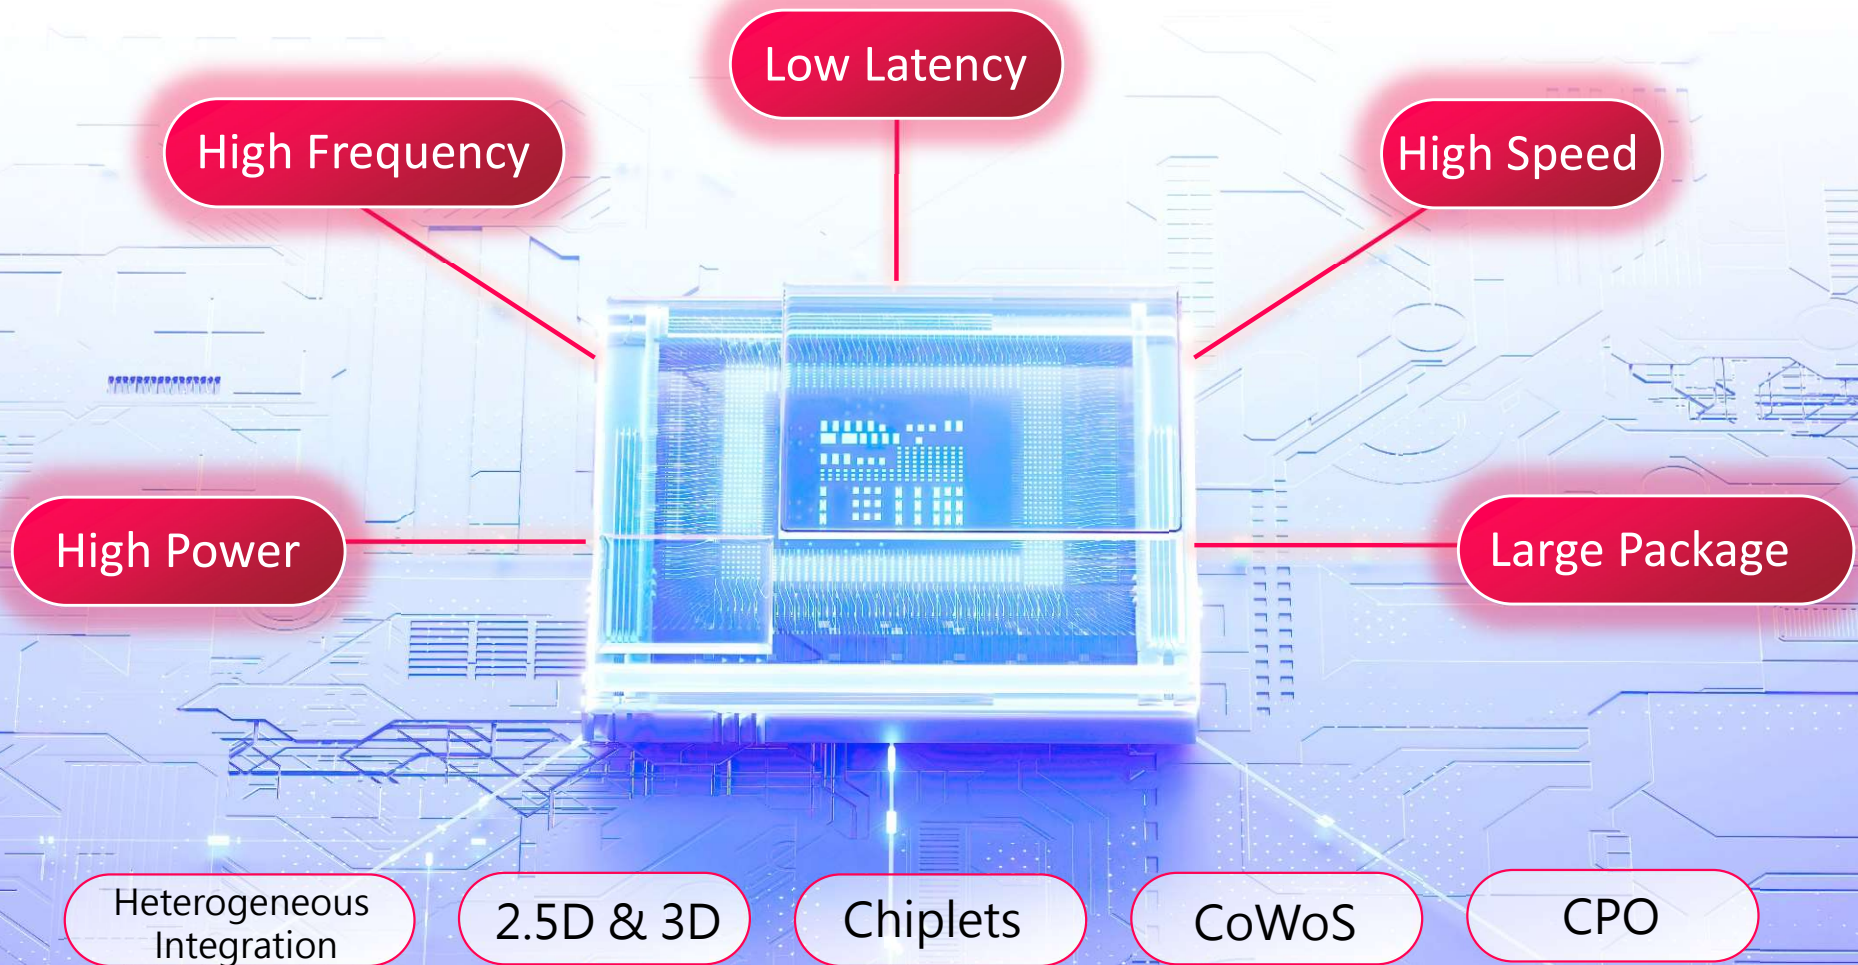 Low Latency
High Frequency
High Speed
High Power
Large Package
Heterogeneous
Integration
2.5D & 3D
Chiplets
CoWoS
CPO